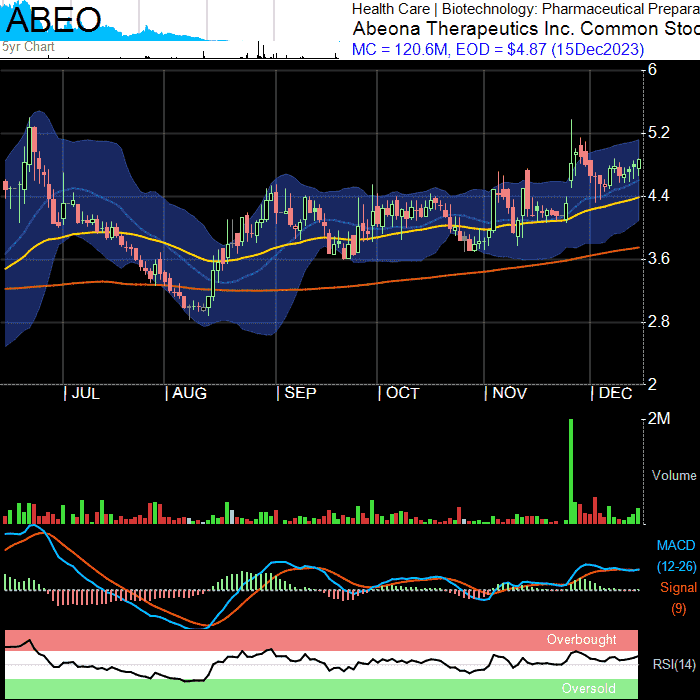 ABEO
5yr Chart
Health Care | Biotechnology: Pharmaceutical Prepara
Abeona Therapeutics Inc. Common Stoc
MC = 120.6M, EOD = $4.87 (15Dec2023)
6
5.2
4.4
3.6
2.8
2
| JUL | AUG | SEP | OCT | NOV | DEC
2M
Volume
MACD
(12-26)
Signal
(9)
Overbought
RSI(14)
Oversold